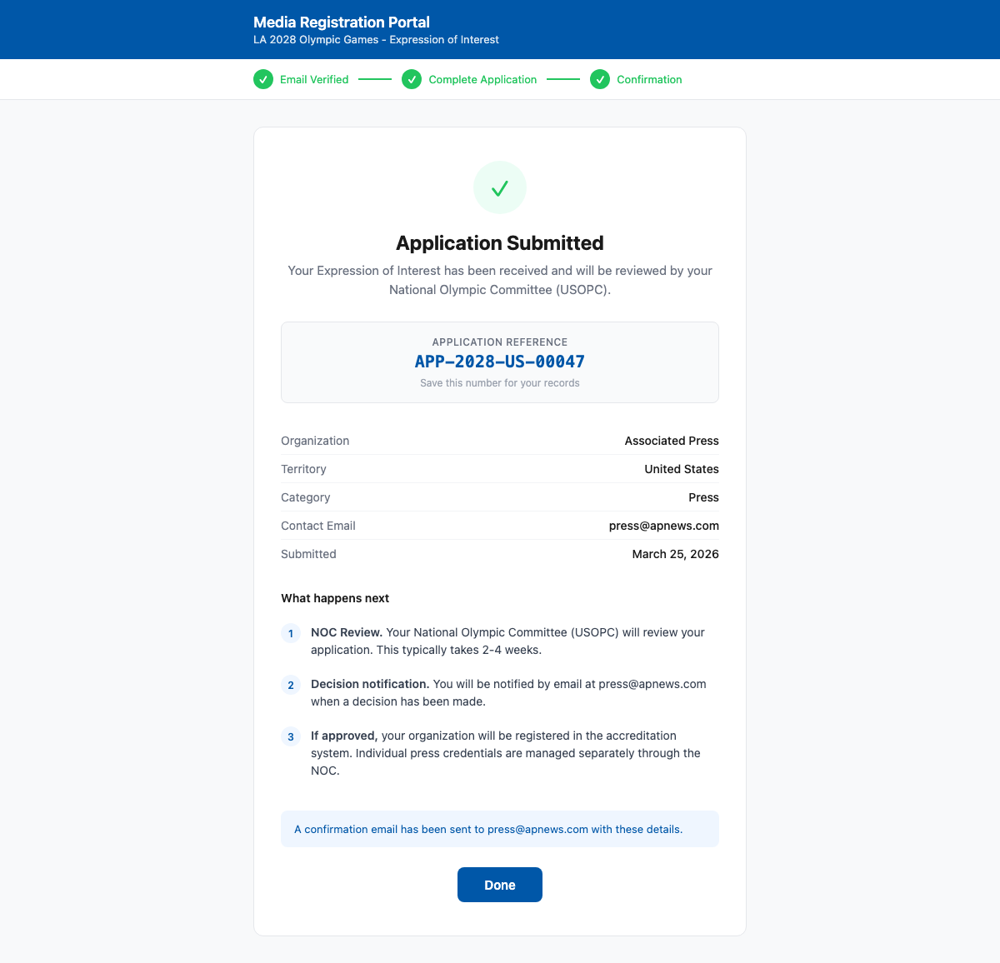 Media Registration Portal
LA 2028 Olympic Games - Expression of Interest
Email Verified
Complete Application
Confirmation
Application Submitted
Your Expression of Interest has been received and will be reviewed by your
National Olympic Committee (USOPC).
APPLICATION REFERENCE
APP-2028-US-00047
Save this number for your records
Organization Associated Press
Territory United States
Category Press
Contact Email press@apnews.com
Submitted March 25, 2026
What happens next
1 NOC Review. Your National Olympic Committee (USOPC) will review your
application. This typically takes 2-4 weeks.
2 Decision notification. You will be notified by email at press@apnews.com
when a decision has been made.
3 If approved, your organization will be registered in the accreditation
system. Individual press credentials are managed separately through the
NOC.
A confirmation email has been sent to press@apnews.com with these details.
Done